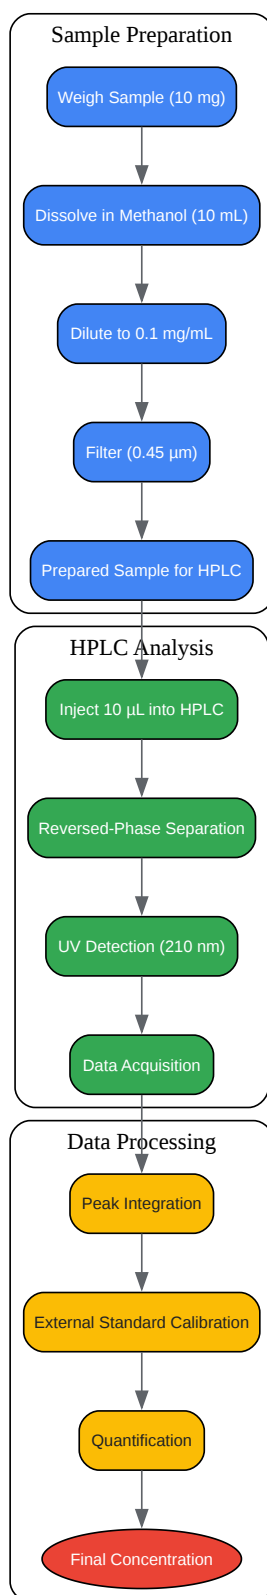 Sample Preparation
Weigh Sample (10 mg)
Dissolve in Methanol (10 mL)
Dilute to 0.1 mg/mL
Filter (0.45 µm)
Prepared Sample for HPLC
HPLC Analysis
Inject 10 µL into HPLC
Reversed-Phase Separation
UV Detection (210 nm)
Data Acquisition
Data Processing
Peak Integration
External Standard Calibration
Quantification
Final Concentration